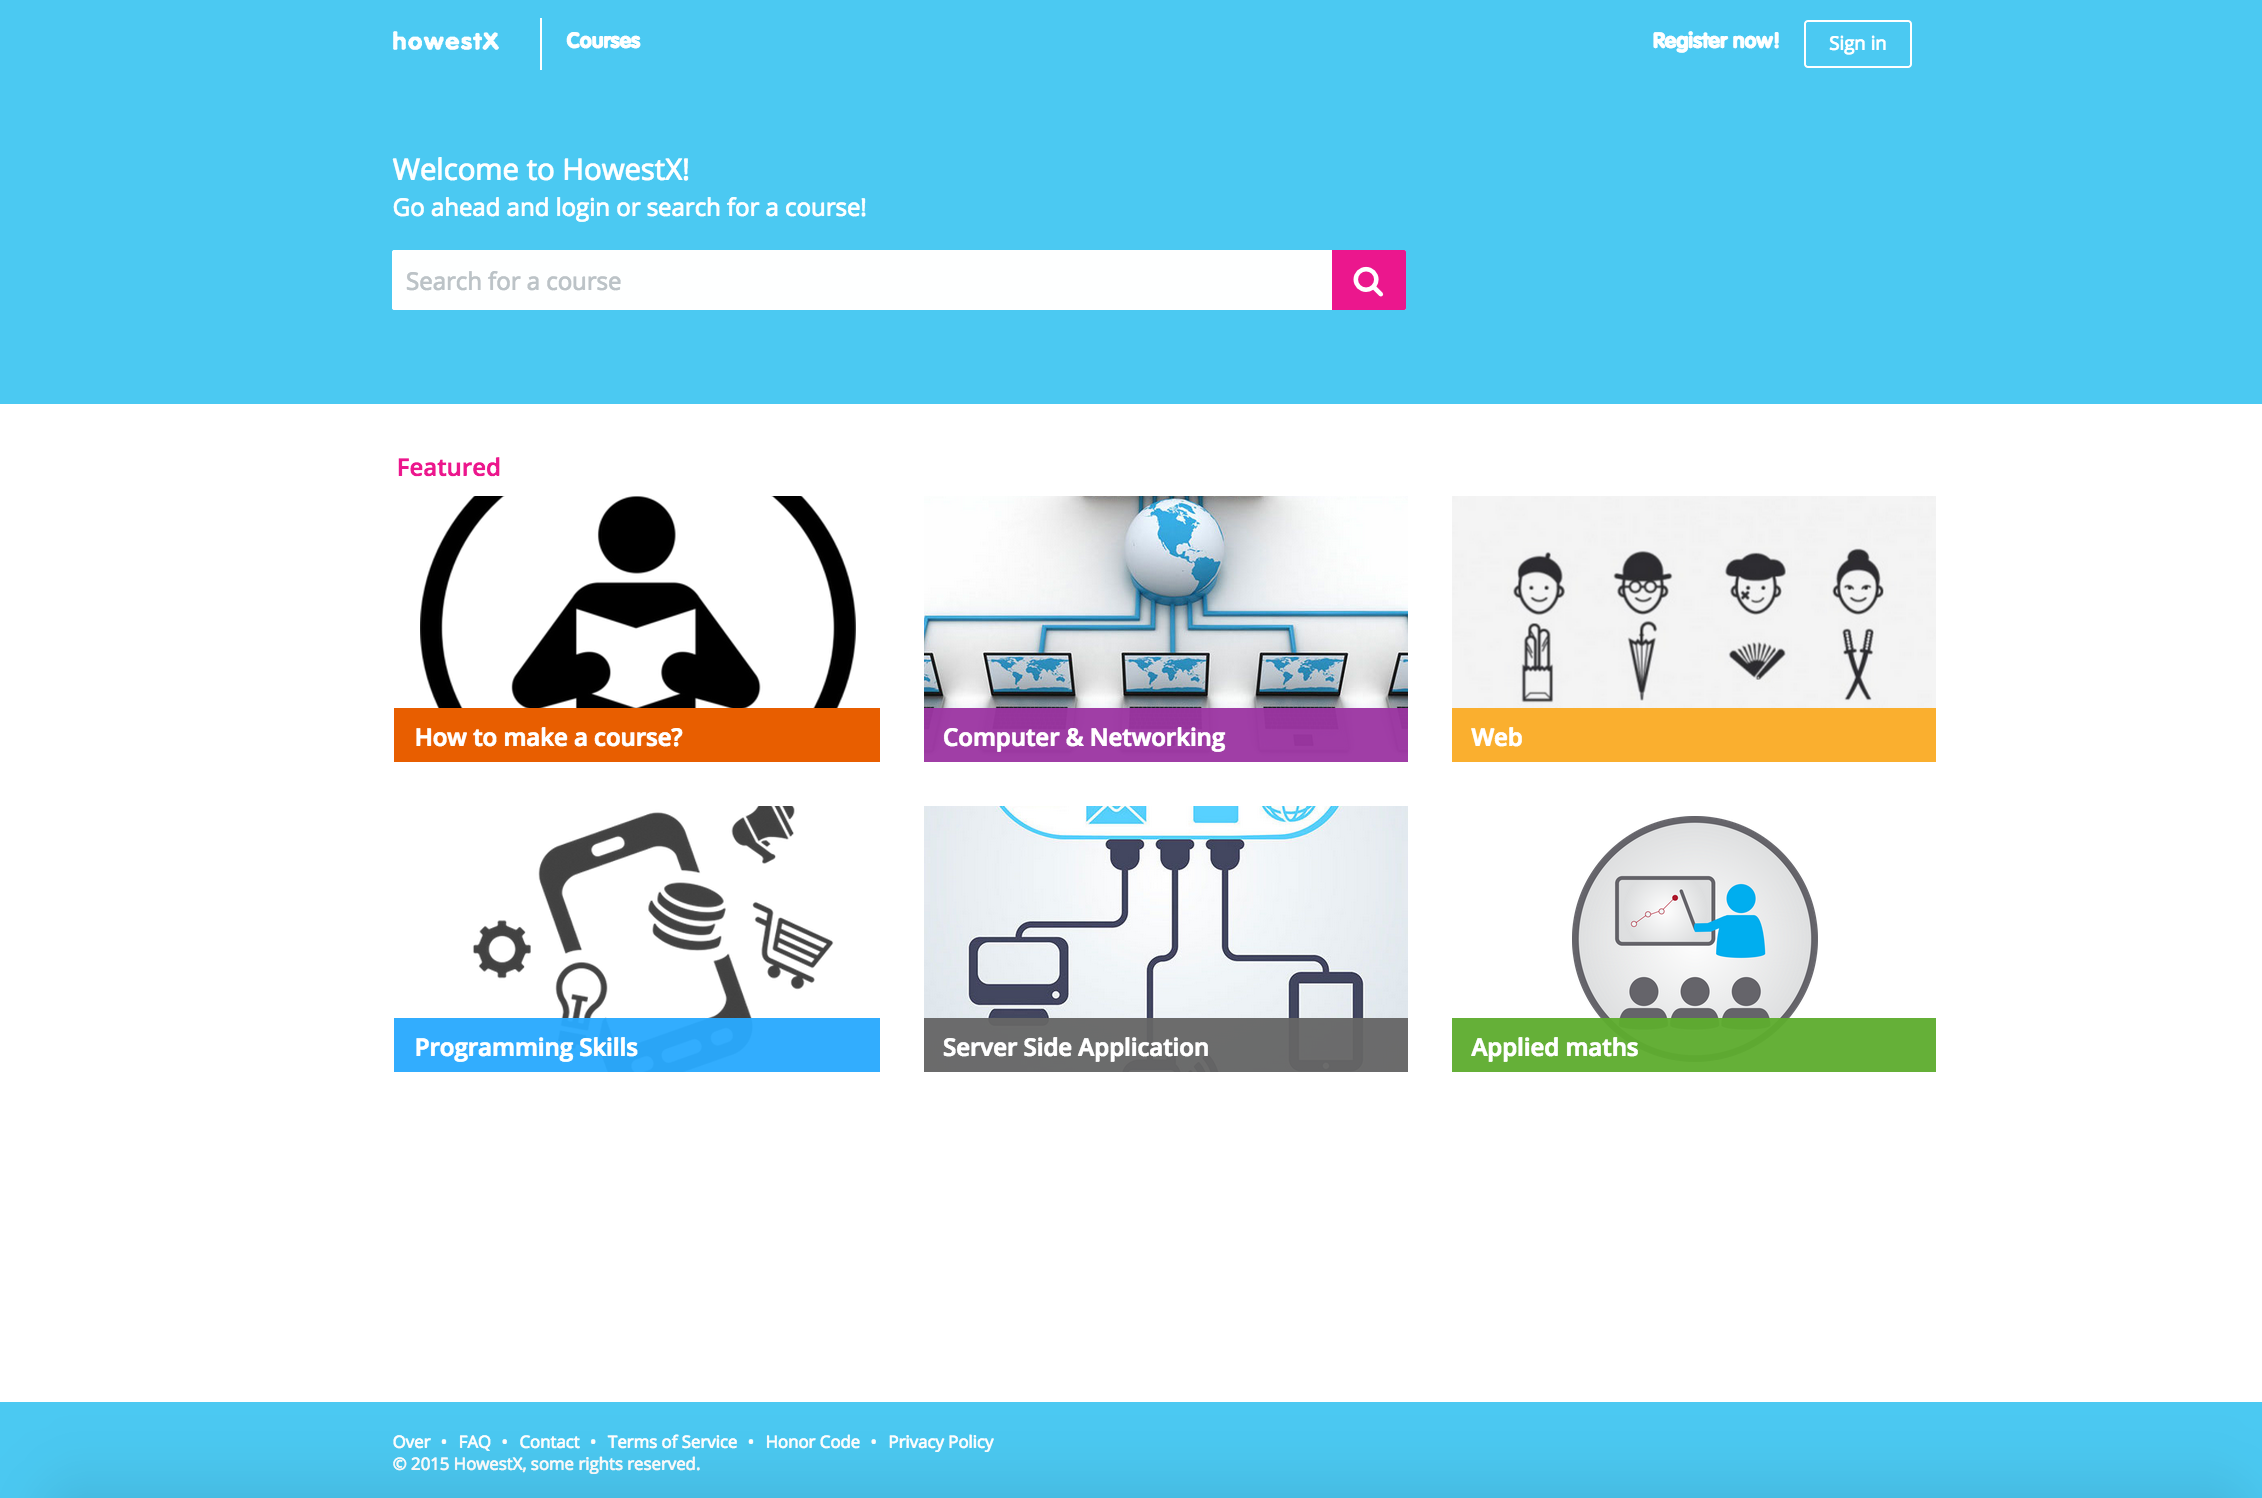 howestX
Courses
Register now!
Sign in
Welcome to HowestX!
Go ahead and login or search for a course!
Search for a course
Featured
How to make a course?
Computer & Networking
Web
Programming Skills
Server Side Application
Applied maths
Over • FAQ • Contact • Terms of Service • Honor Code • Privacy Policy
© 2015 HowestX, some rights reserved.